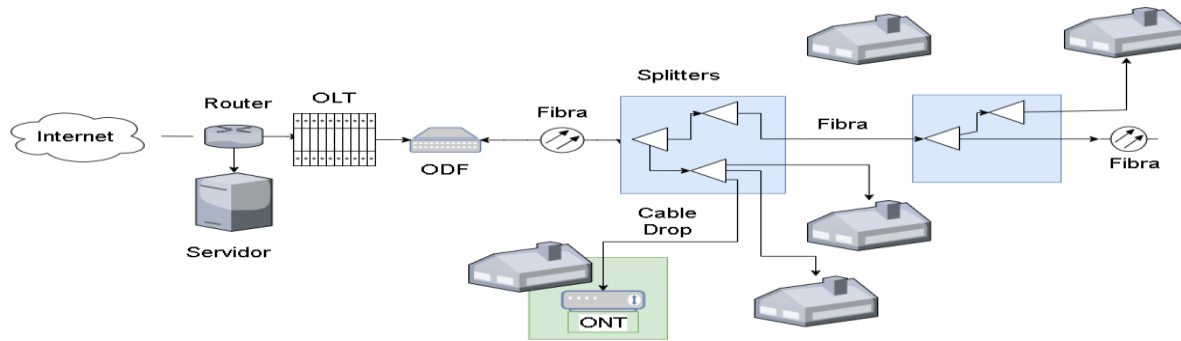 Internet
Router
Servidor
OLT
ODF
Fibra
Splitters
Cable
Drop
ONT
Fibra
Fibra